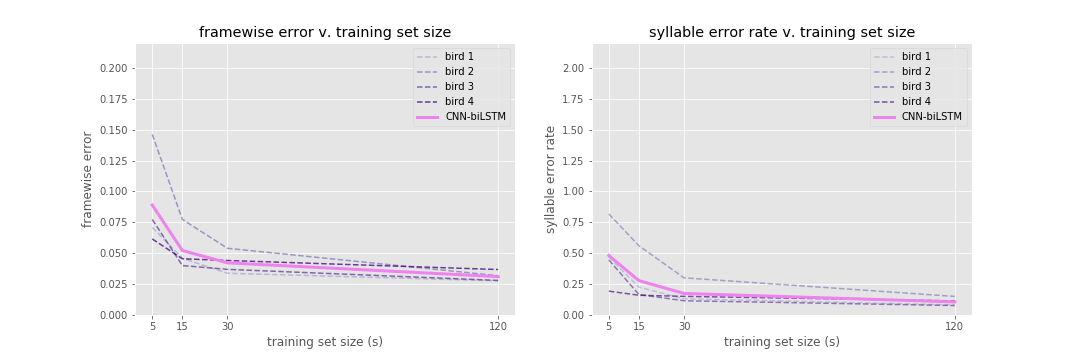 framewise error v. training set size
0.200
0.175
0.150
0.125
0.100
0.075
0.050
0.025
0.000
framewise error
bird 1
bird 2
bird 3
bird 4
CNN-biLSTM
5 15 30 120
training set size (s)
syllable error rate v. training set size
2.00
1.75
1.50
1.25
1.00
0.75
0.50
0.25
0.00
syllable error rate
bird 1
bird 2
bird 3
bird 4
CNN-biLSTM
5 15 30 120
training set size (s)